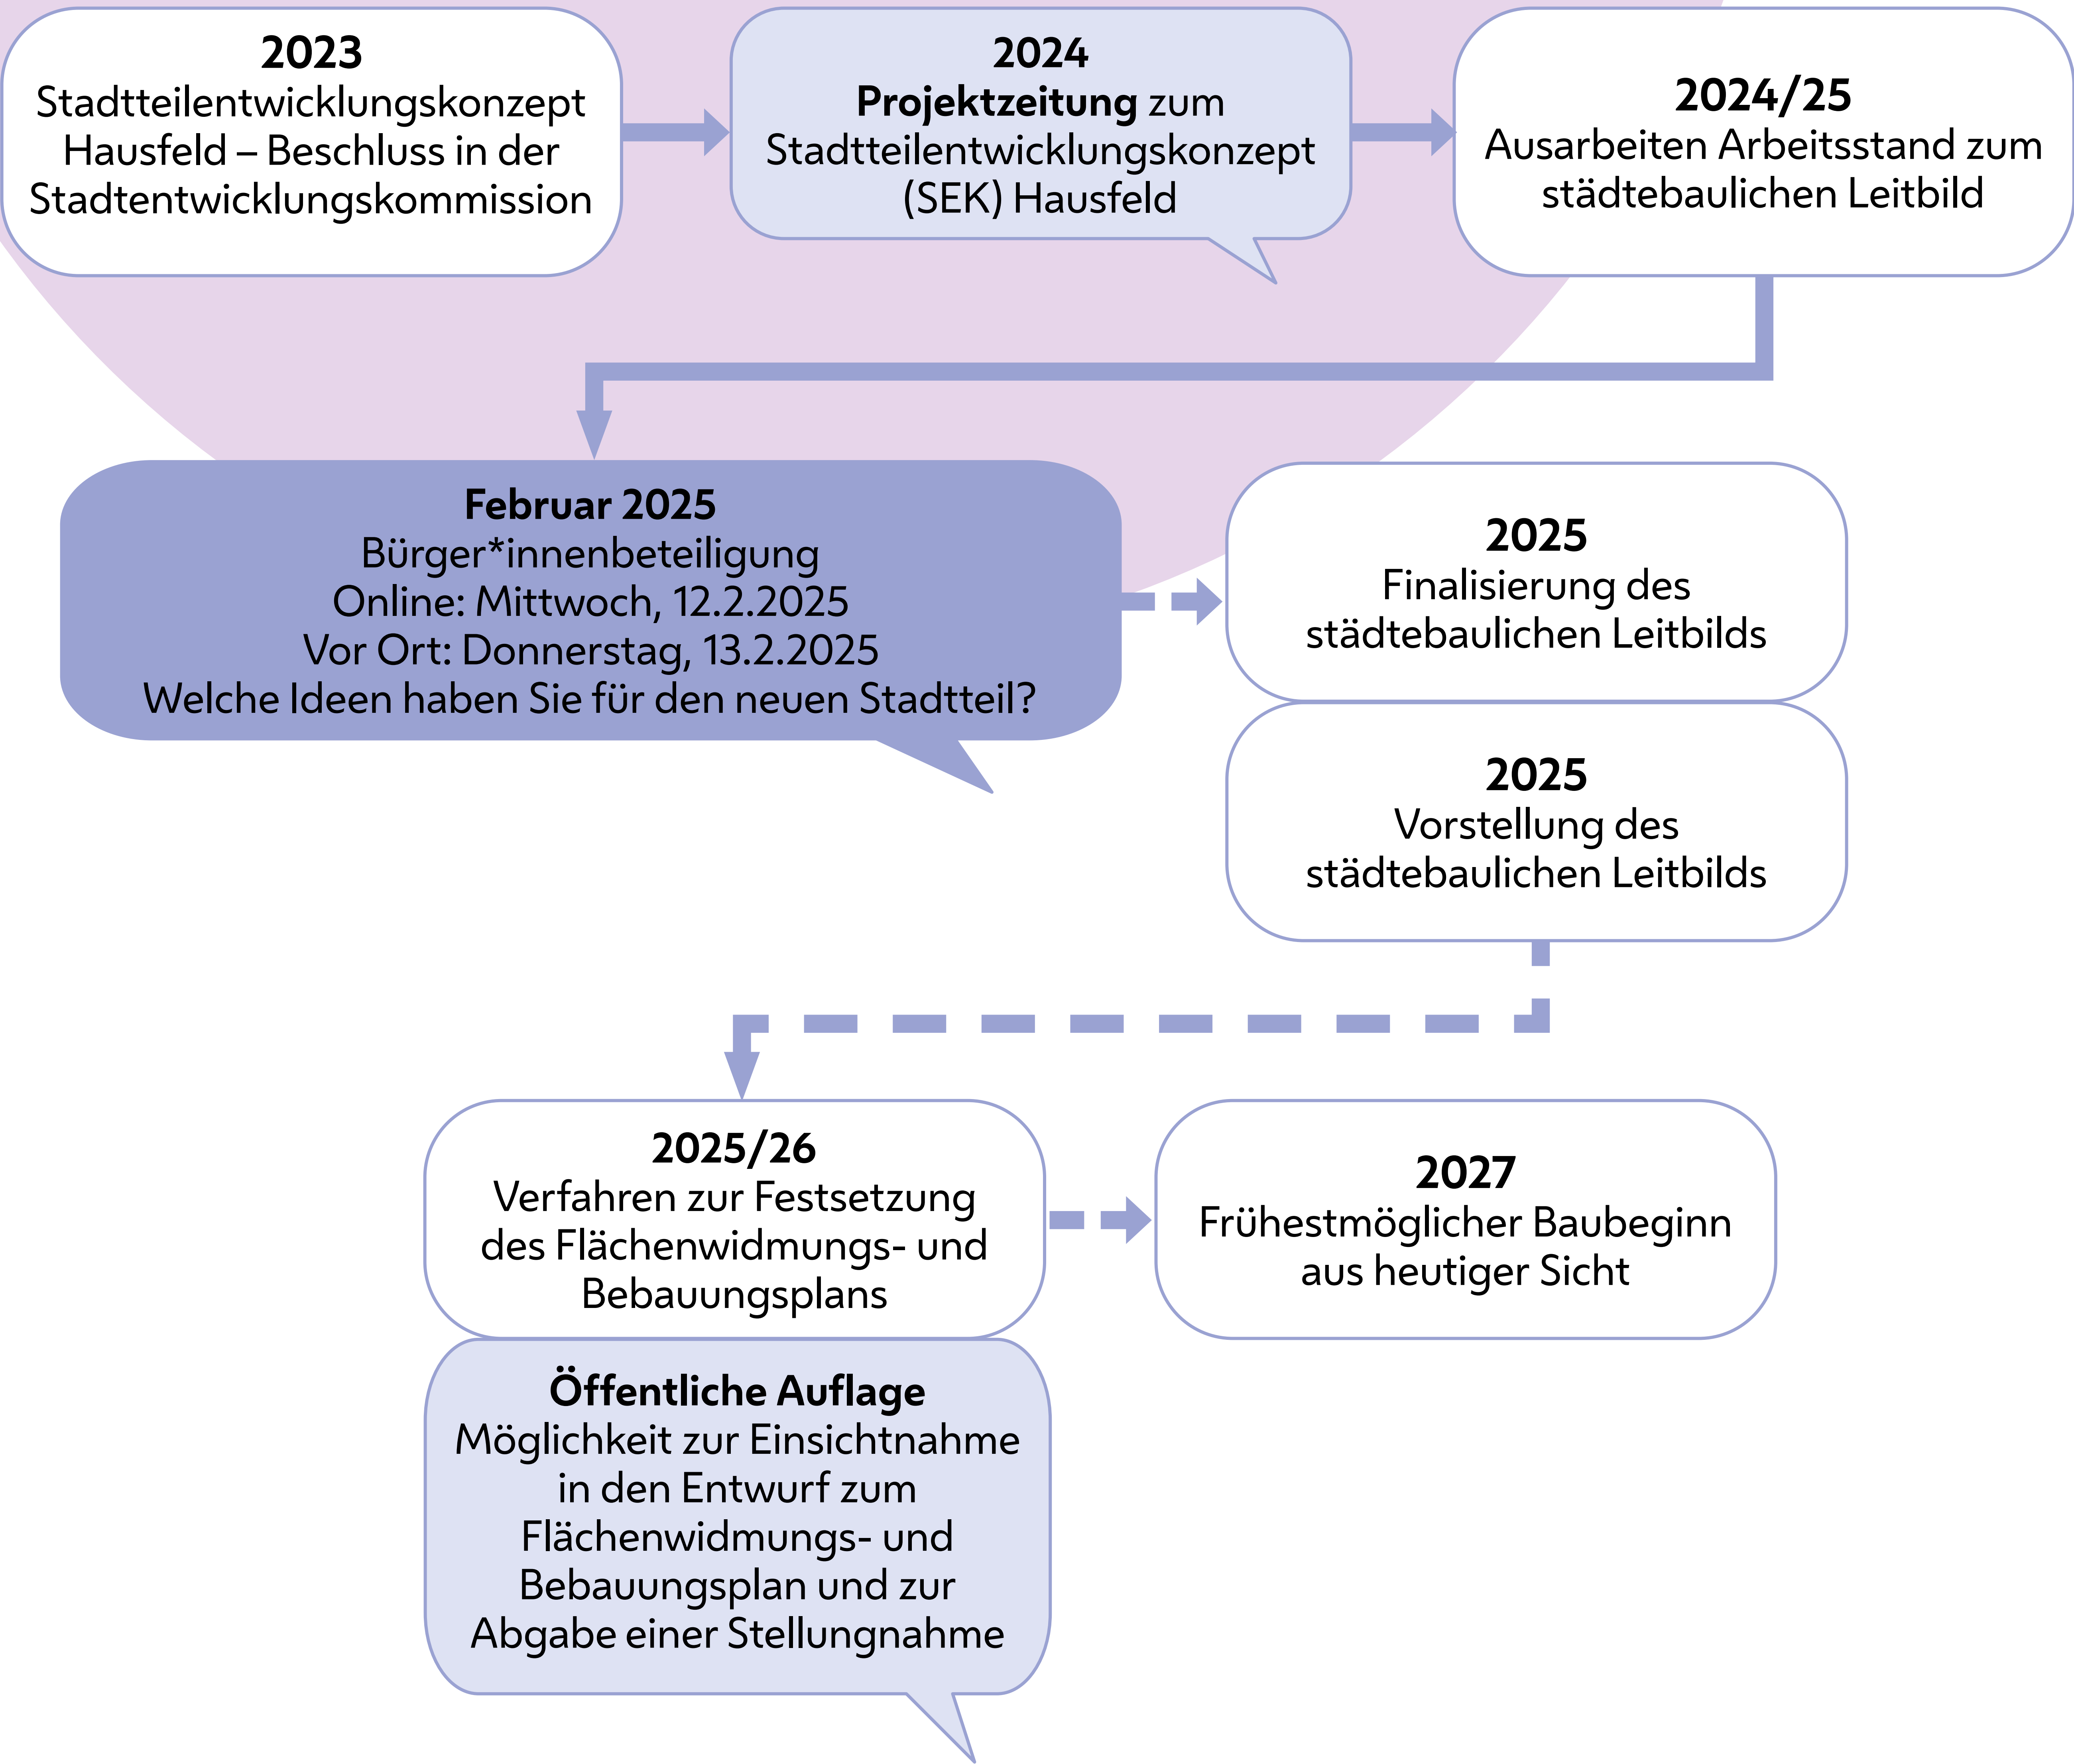 2023
Stadtteilentwicklungskonzept
Hausfeld – Beschluss in der
Stadtentwicklungskommission
2024
Projektzeitung zum
Stadtteilentwicklungskonzept
(SEK) Hausfeld
2024/25
Ausarbeiten Arbeitsstand zum
städtebaulichen Leitbild
Februar 2025
Bürger*innenbeteiligung
Online: Mittwoch, 12.2.2025
Vor Ort: Donnerstag, 13.2.2025
Welche Ideen haben Sie für den neuen Stadtteil?
2025
Finalisierung des
städtebaulichen Leitbilds
2025
Vorstellung des
städtebaulichen Leitbilds
2025/26
Verfahren zur Festsetzung
des Flächenwidmungs- und
Bebauungsplans
2027
Frühestmöglicher Baubeginn
aus heutiger Sicht
Öffentliche Auflage
Möglichkeit zur Einsichtnahme
in den Entwurf zum
Flächenwidmungs- und
Bebauungsplan und zur
Abgabe einer Stellungnahme